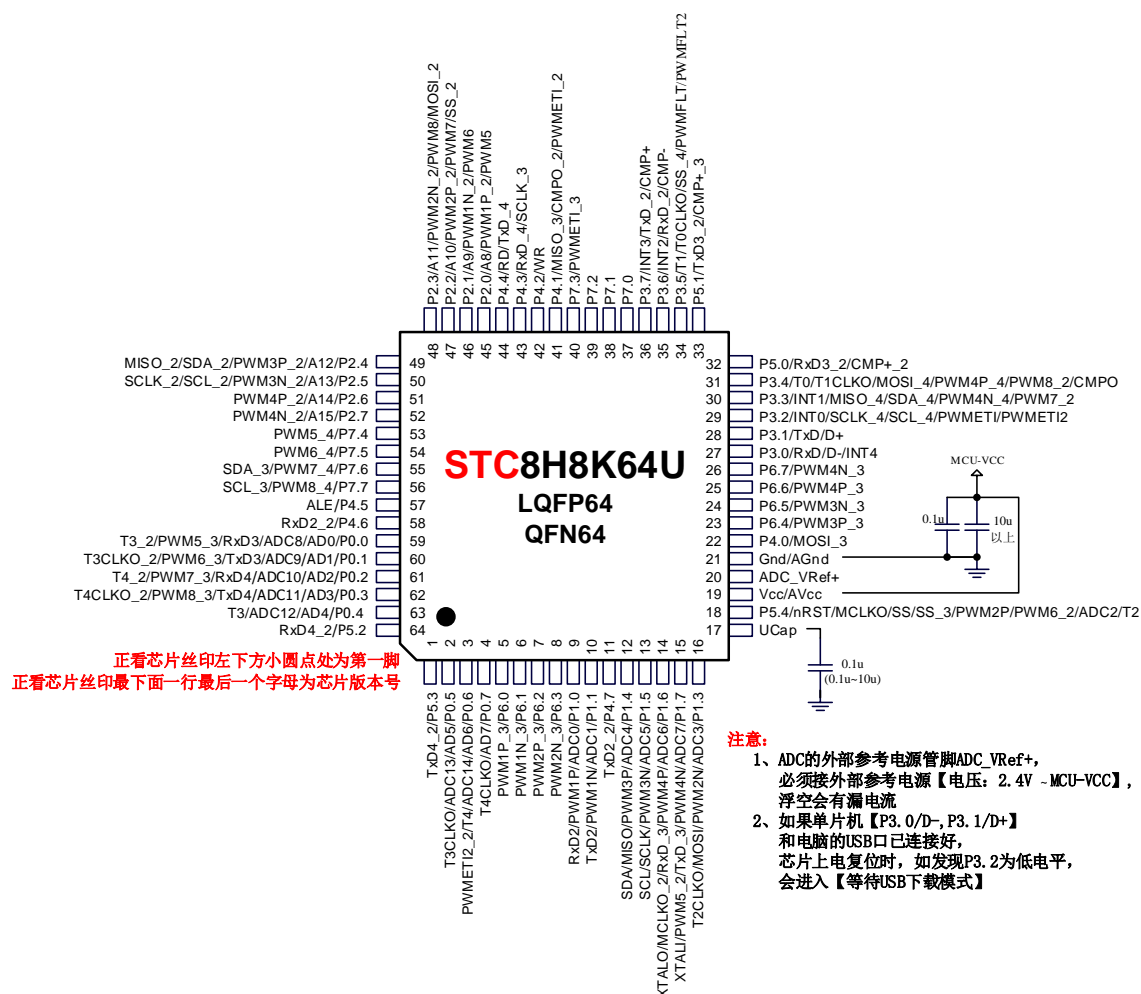 P2.3/A11/PWM2N_2/PWM8/MOSI_2
P2.2/A10/PWM2P_2/PWM7/SS_2
P2.1/A9/PWM1N_2/PWM6
P2.0/A8/PWM1P_2/PWM5
P4.4/RD/TxD_4
P4.3/RxD_4/SCLK_3
P4.2/WR
P4.1/MISO_3/CMPO_2/PWMETI_2
P7.3/PWMETI_3
P7.2
P7.1
P7.0
P3.7/INT3/TxD_2/CMP+
P3.6/INT2/RxD_2/CMP-
P3.5/T1/T0CLKO/SS_4/PWMFLT/PWMFLT2
P5.1/TxD3_2/CMP+_3
48
47
46
45
44
43
42
41
40
39
38
37
36
35
34
33
MISO_2/SDA_2/PWM3P_2/A12/P2.4
49
SCLK_2/SCL_2/PWM3N_2/A13/P2.5
50
PWM4P_2/A14/P2.6
51
PWM4N_2/A15/P2.7
52
PWM5_4/P7.4
53
PWM6_4/P7.5
54
SDA_3/PWM7_4/P7.6
55
SCL_3/PWM8_4/P7.7
56
ALE/P4.5
57
RxD2_2/P4.6
58
T3_2/PWM5_3/RxD3/ADC8/AD0/P0.0
59
T3CLKO_2/PWM6_3/TxD3/ADC9/AD1/P0.1
60
T4_2/PWM7_3/RxD4/ADC10/AD2/P0.2
61
T4CLKO_2/PWM8_3/TxD4/ADC11/AD3/P0.3
62
T3/ADC12/AD4/P0.4
63
RxD4_2/P5.2
64
STC8H8K64U
LQFP64
QFN64
32
P5.0/RxD3_2/CMP+_2
31
P3.4/T0/T1CLKO/MOSI_4/PWM4P_4/PWM8_2/CMPO
30
P3.3/INT1/MISO_4/SDA_4/PWM4N_4/PWM7_2
29
P3.2/INT0/SCLK_4/SCL_4/PWMETI/PWMETI2
28
P3.1/TxD/D+
27
P3.0/RxD/D-/INT4
26
P6.7/PWM4N_3
25
P6.6/PWM4P_3
24
P6.5/PWM3N_3
23
P6.4/PWM3P_3
22
P4.0/MOSI_3
21
Gnd/AGnd
20
ADC_VRef+
19
Vcc/AVcc
18
P5.4/nRST/MCLKO/SS/SS_3/PWM2P/PWM6_2/ADC2/T2
17
UCap
MCU-VCC
0.1u
10u
以上
0.1u
(0.1u~10u)
正看芯片丝印左下方小圆点处为第一脚
正看芯片丝印最下面一行最后一个字母为芯片版本号
1
2
3
4
5
6
7
8
9
10
11
12
13
14
15
16
TxD4_2/P5.3
T3CLKO/ADC13/AD5/P0.5
PWMETI2_2/T4/ADC14/AD6/P0.6
T4CLKO/AD7/P0.7
PWM1P_3/P6.0
PWM1N_3/P6.1
PWM2P_3/P6.2
PWM2N_3/P6.3
RxD2/PWM1P/ADC0/P1.0
TxD2/PWM1N/ADC1/P1.1
TxD2_2/P4.7
SDA/MISO/PWM3P/ADC4/P1.4
SCL/SCLK/PWM3N/ADC5/P1.5
XTALO/MCLKO_2/RxD_3/PWM4P/ADC6/P1.6
XTALI/PWM5_2/TxD_3/PWM4N/ADC7/P1.7
T2CLKO/MOSI/PWM2N/ADC3/P1.3
注意:
1、ADC的外部参考电源管脚ADC_VRef+,
必须接外部参考电源【电压: 2.4V ~MCU-VCC】,
浮空会有漏电流
2、如果单片机【P3.0/D-,P3.1/D+】
和电脑的USB口已连接好,
芯片上电复位时, 如发现P3.2为低电平,
会进入【等待USB下载模式】